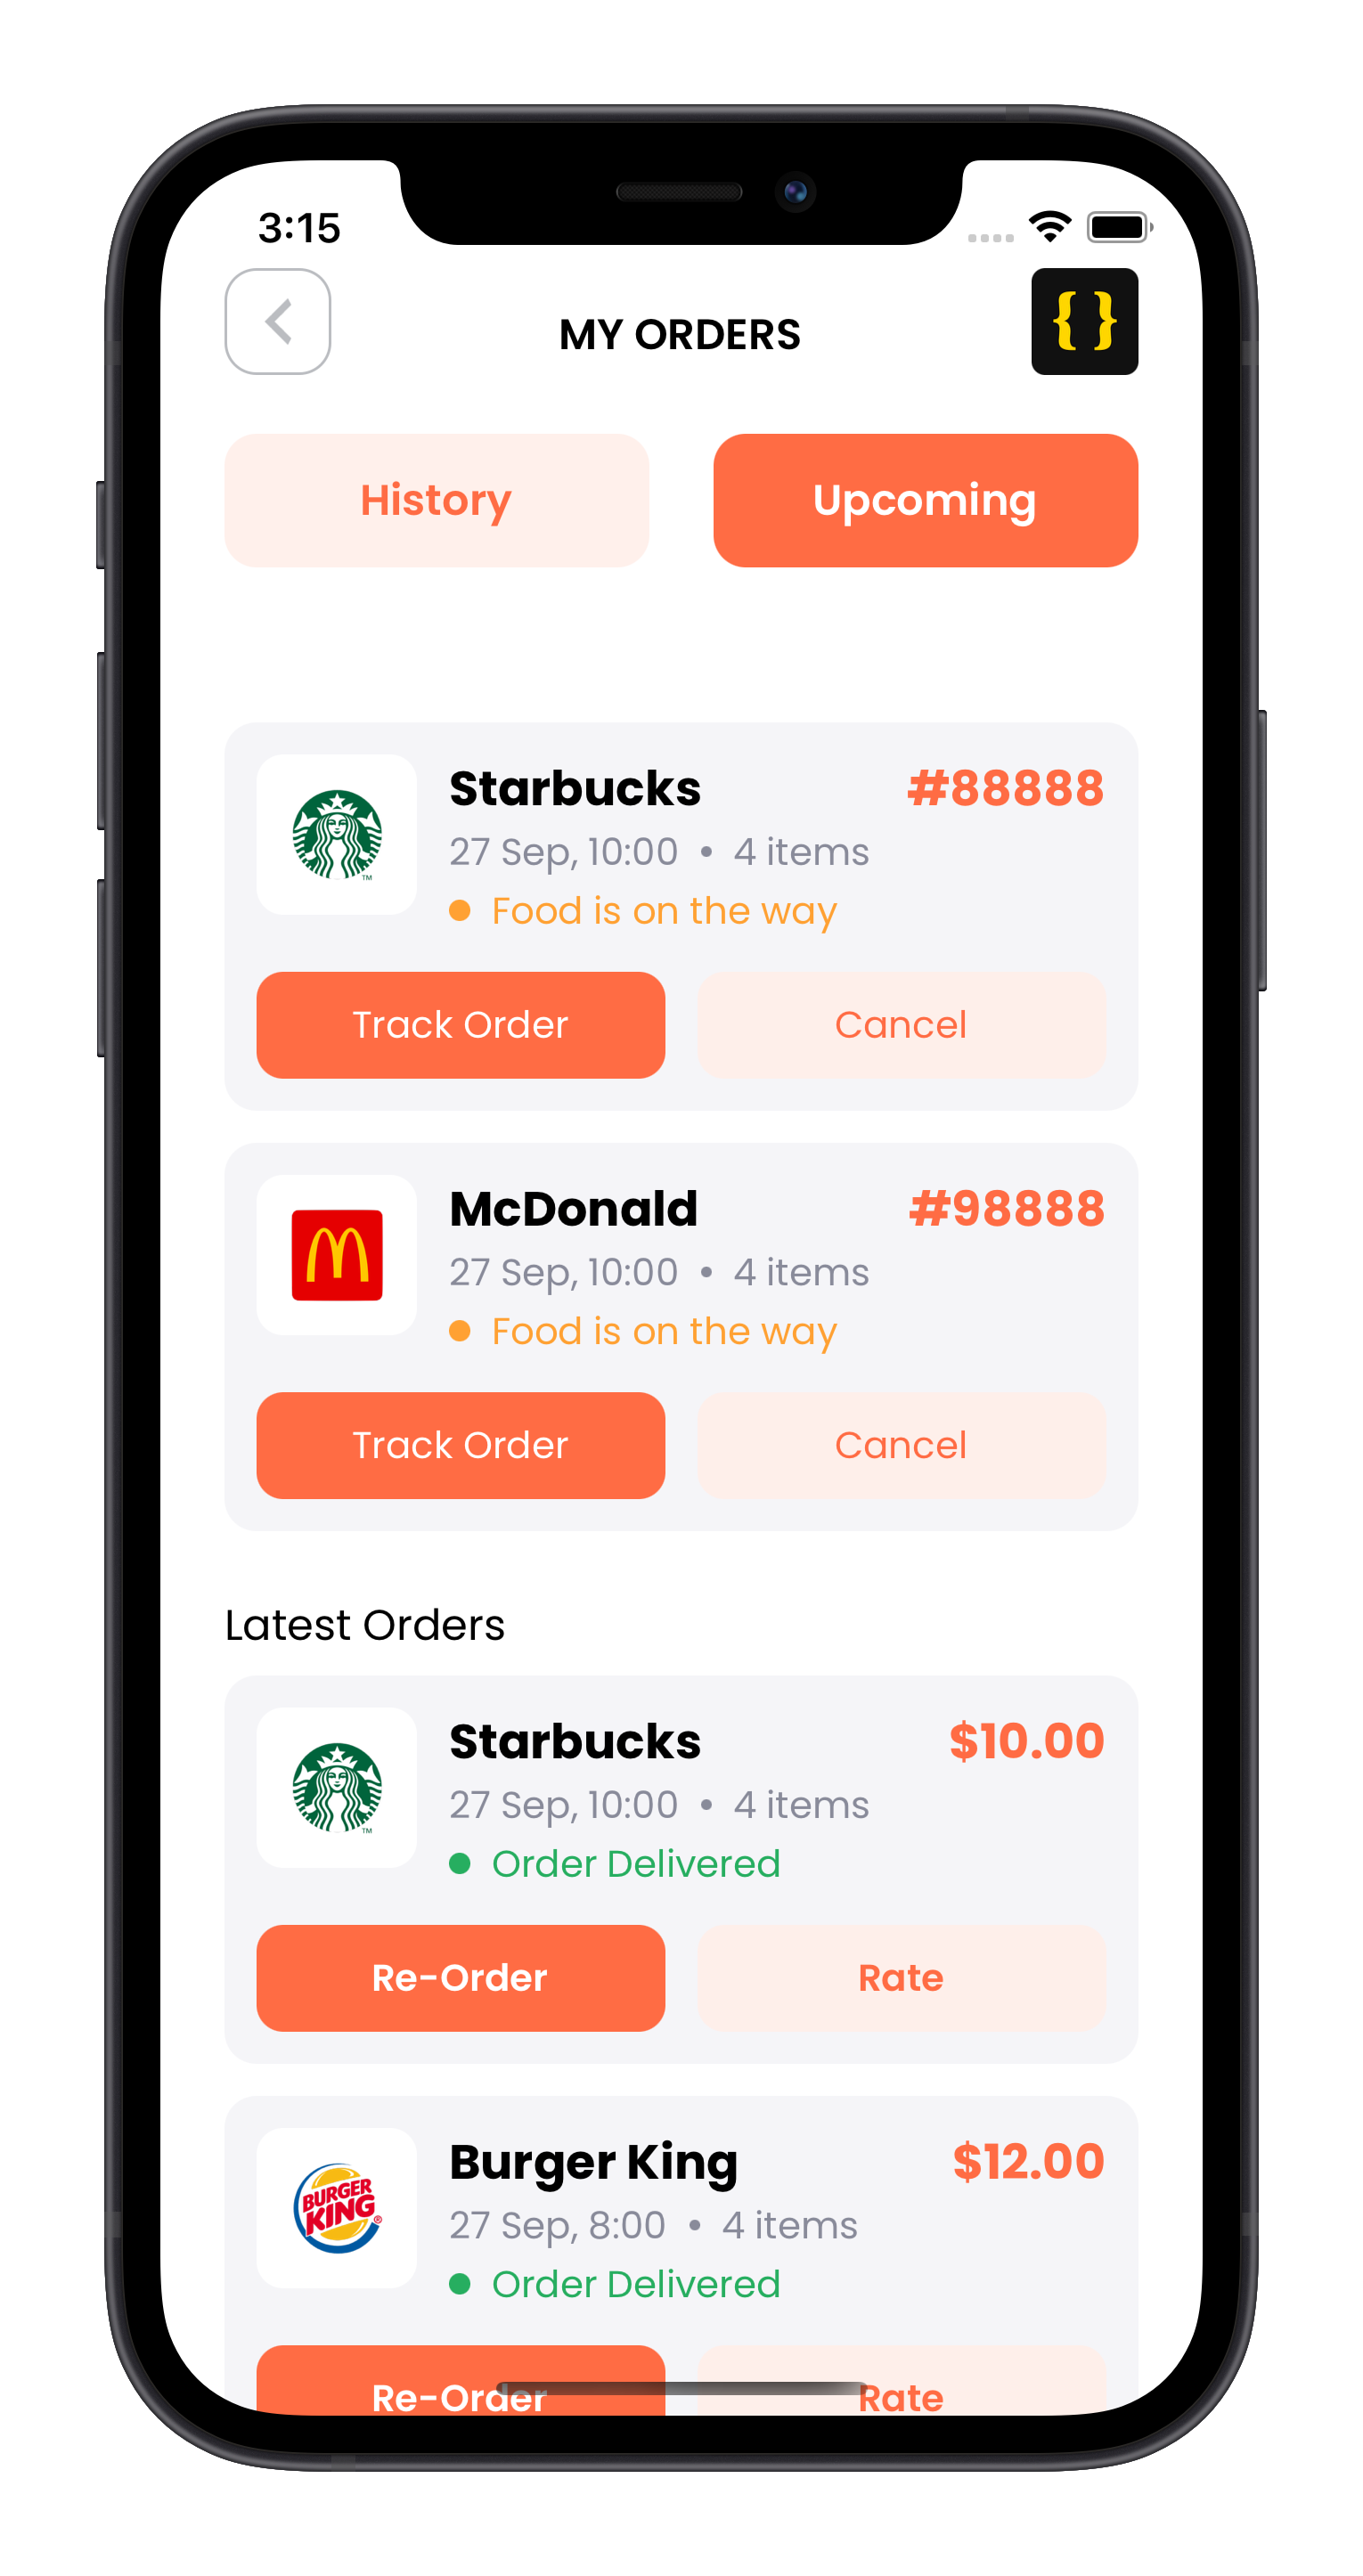 3:15
MY ORDERS
{ }
History
Upcoming
Starbucks
#88888
27 Sep, 10:00 • 4 items
Food is on the way
Track Order
Cancel
McDonald
#98888
27 Sep, 10:00 • 4 items
Food is on the way
Track Order
Cancel
Latest Orders
Starbucks
$10.00
27 Sep, 10:00 • 4 items
Order Delivered
Re-Order
Rate
BURGER
KING®
Burger King
$12.00
27 Sep, 8:00 • 4 items
Order Delivered
Re-Order
Rate